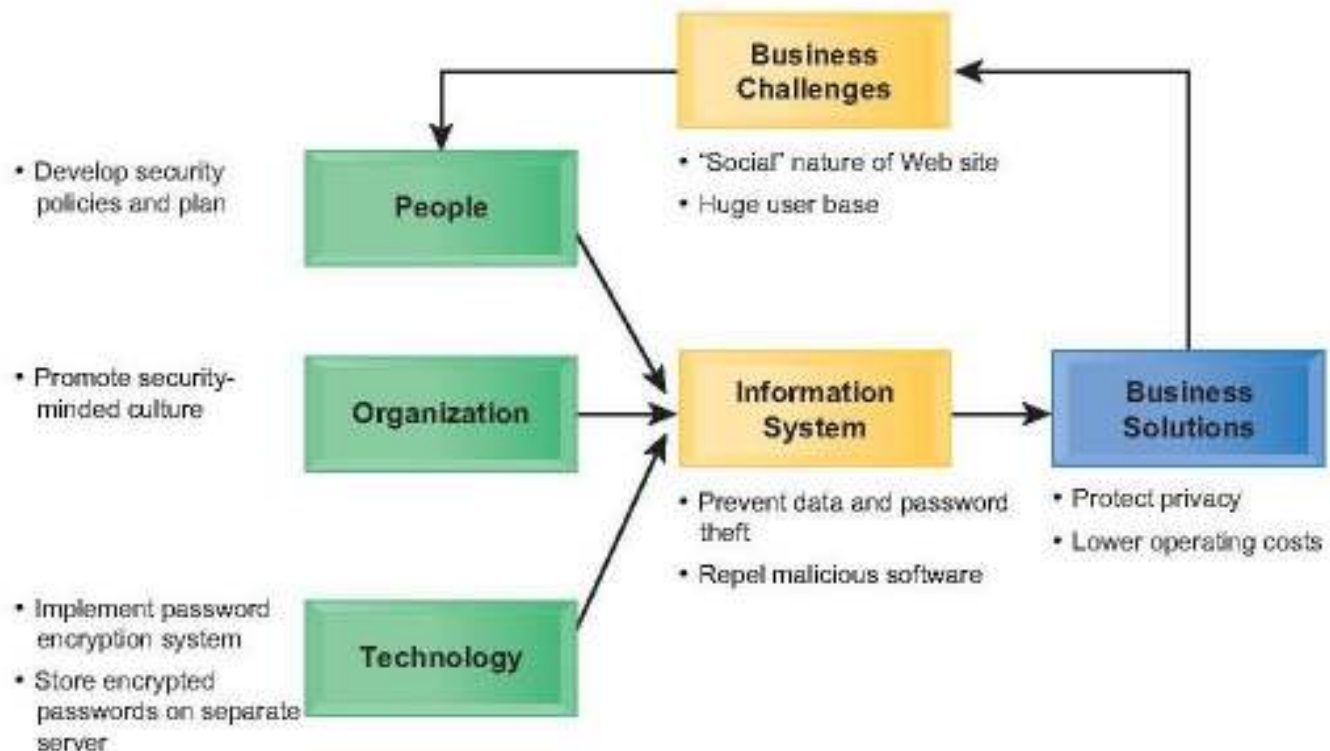 Business
Challenges
• "Social" nature of Web site
• Huge user base
• Develop security
policies and plan
People
• Promote security-
minded culture
Organization
Information
System
• Prevent data and password
theft
• Repel malicious software
Business
Solutions
• Protect privacy
• Lower operating costs
• Implement password
encryption system
• Store encrypted
passwords on separate
server
Technology